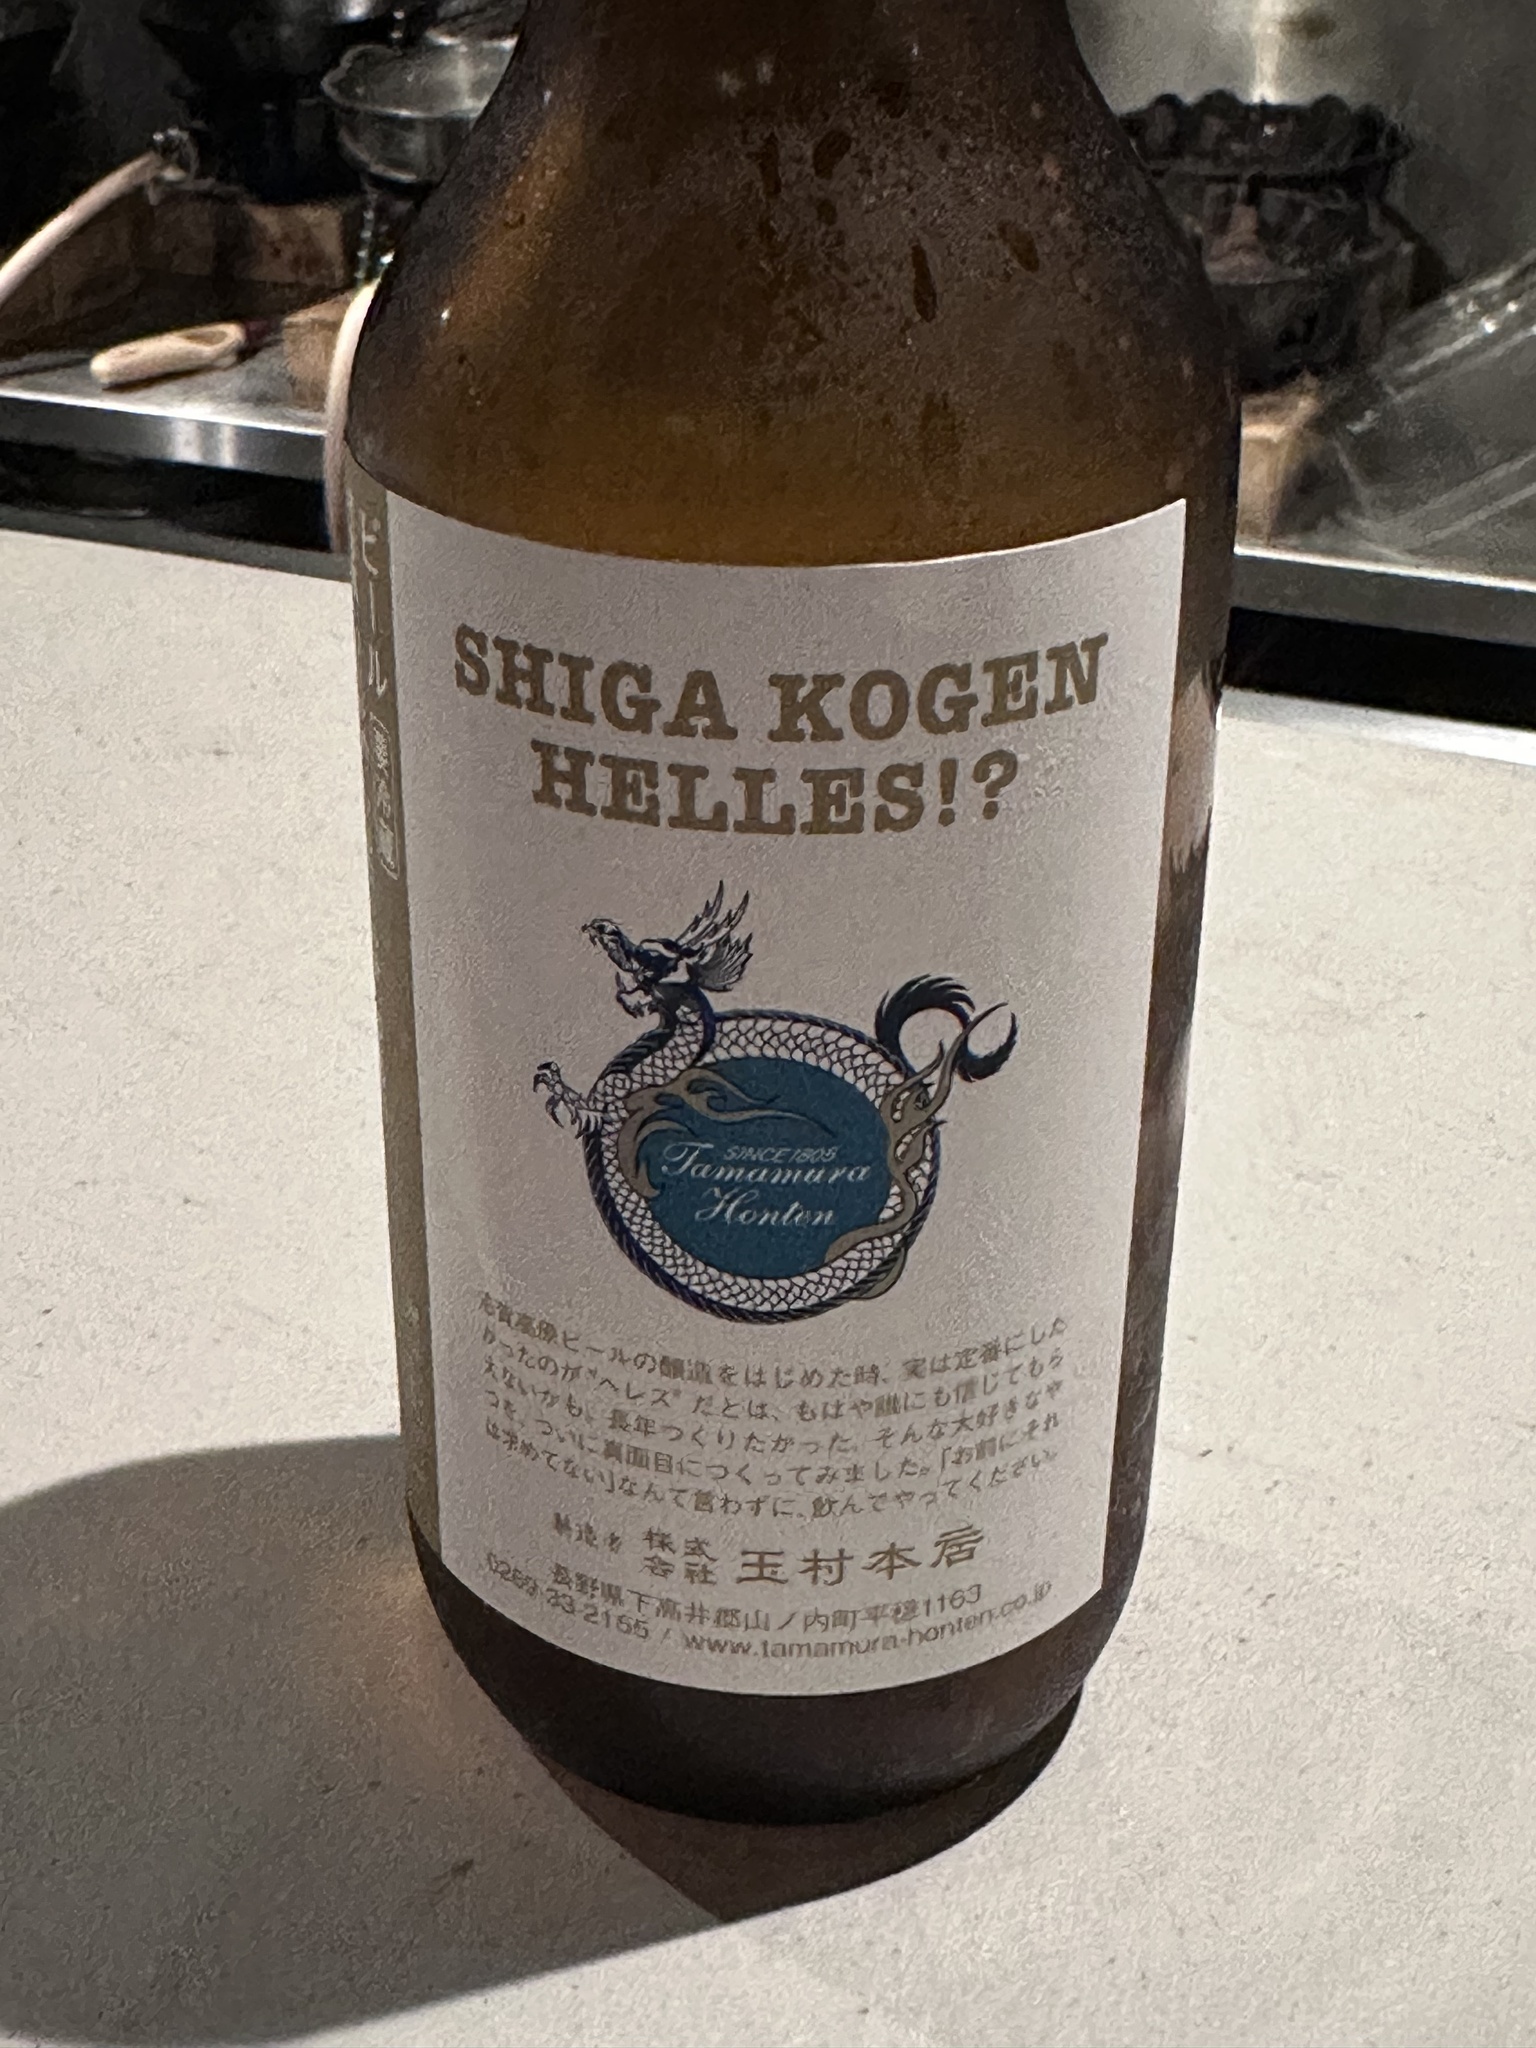 ビール
SHIGA KOGEN
HELLES!?
SINCE 1805
Tamamura
Honten
志賀高原ビールの醸造をはじめた時、実は定番にした
かったのが"ヘレス"だとは、もはや誰にも信じてもら
えないかも。長年つくりたかった、そんな大好きなや
つを、ついに真面目につくってみました。「お前にそれ
は求めてない」なんて言わずに、飲んでやってください。
製造者 株式会社 玉村本店
長野県下高井郡山ノ内町平穏1163
0269-33-2155 / www.tamamura-honten.co.jp